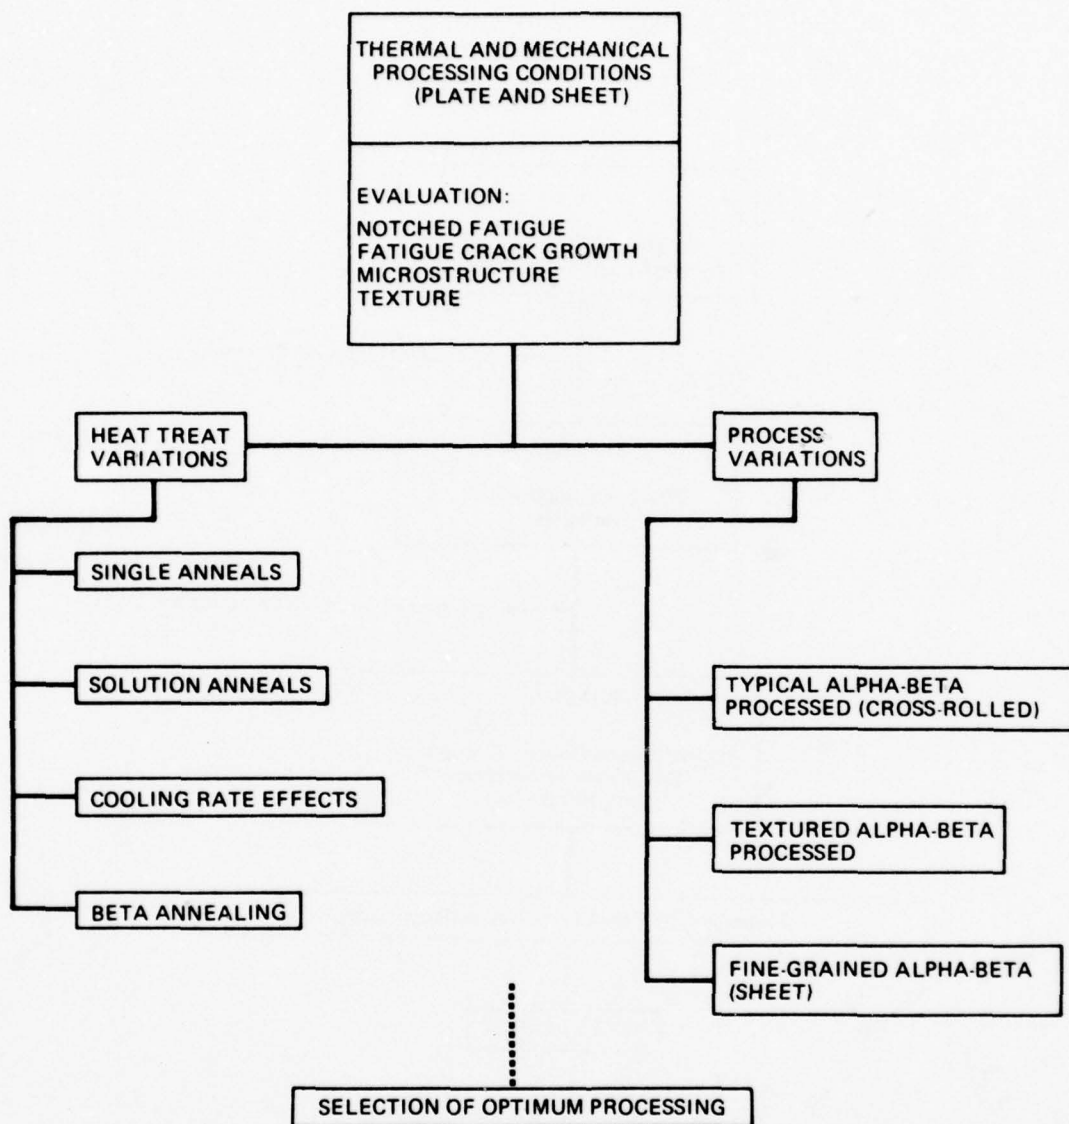 THERMAL AND MECHANICAL
PROCESSING CONDITIONS
(PLATE AND SHEET)
EVALUATION:
NOTCHED FATIGUE
FATIGUE CRACK GROWTH
MICROSTRUCTURE
TEXTURE
HEAT TREAT
VARIATIONS
SINGLE ANNEALS
SOLUTION ANNEALS
COOLING RATE EFFECTS
BETA ANNEALING
PROCESS
VARIATIONS
TYPICAL ALPHA-BETA
PROCESSED (CROSS-ROLLED)
TEXTURED ALPHA-BETA
PROCESSED
FINE-GRAINED ALPHA-BETA
(SHEET)
SELECTION OF OPTIMUM PROCESSING